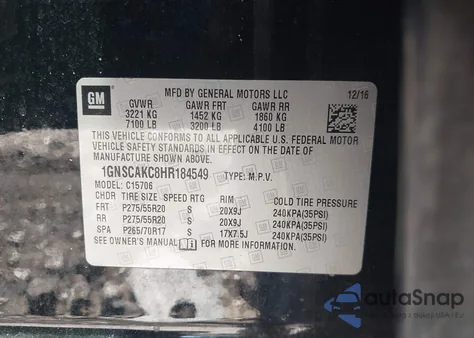 GM
MFD BY GENERAL MOTORS LLC
12/16
GVWR GAWR FRT GAWR RR
3221 KG 1452 KG 1860 KG
7100 LB 3200 LB 4100 LB
THIS VEHICLE CONFORMS TO ALL APPLICABLE U.S. FEDERAL MOTOR
VEHICLE SAFETY STANDARDS IN EFFECT ON THE DATE OF
MANUFACTURE SHOWN ABOVE.
1GNSCAKC8HR184549 TYPE: M.P.V.
MODEL: C15706
CHDR TIRE SIZE SPEED RTG RIM COLD TIRE PRESSURE
FRT P275/55R20 S 20X9J 240KPA(35PSI)
RR P275/55R20 S 20X9J 240KPA(35PSI)
SPA P265/70R17 S 17X7.5J 240KPA(35PSI)
SEE OWNER'S MANUAL FOR MORE INFORMATION.
autoSnap